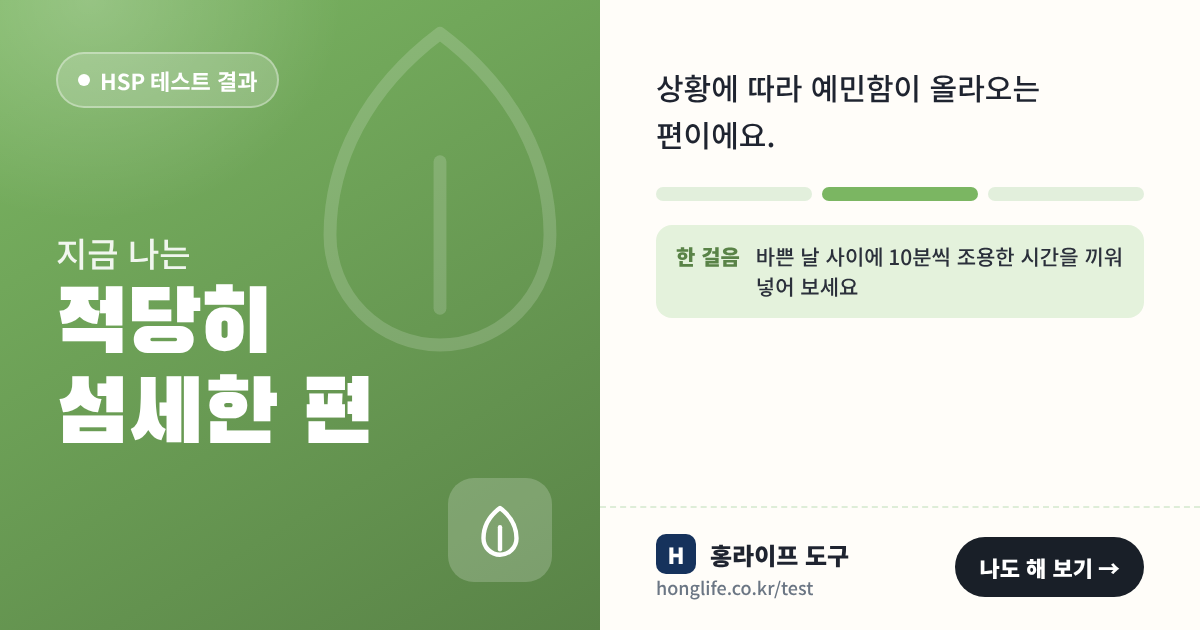 HSP 테스트 결과
지금 나는
적당히
섬세한 편
상황에 따라 예민함이 올라오는
편이에요.
한 걸음 바쁜 날 사이에 10분씩 조용한 시간을 끼워
넣어 보세요
H 홍라이프 도구
honglife.co.kr/test
나도 해 보기 →